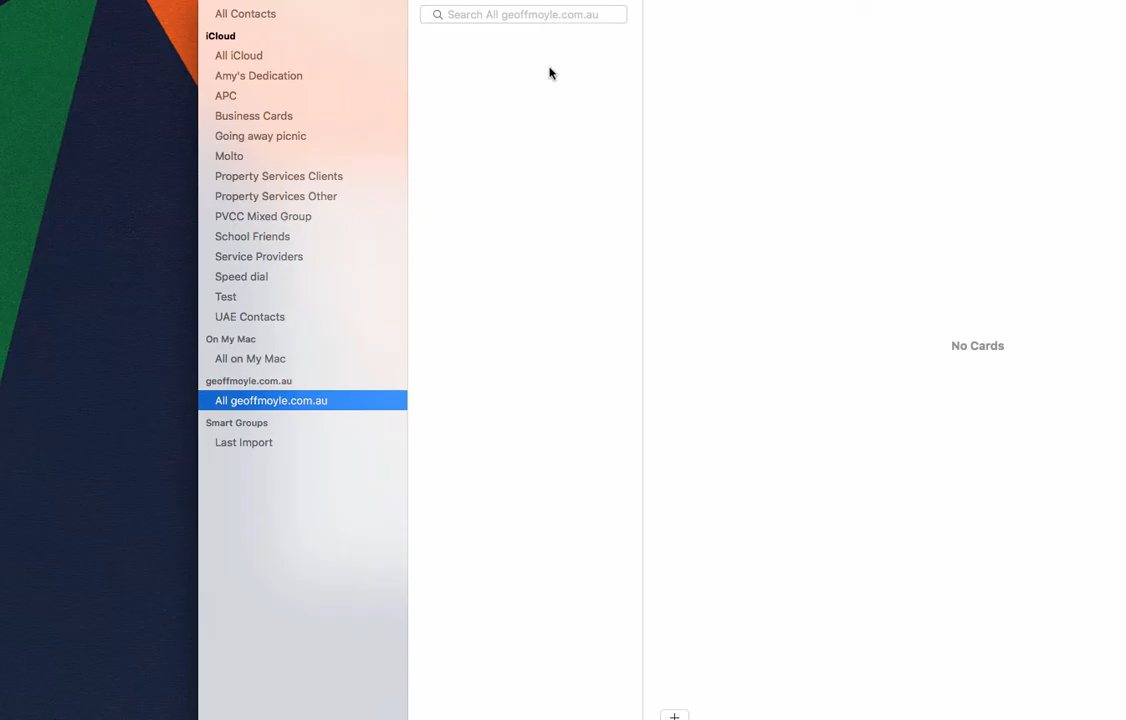 All Contacts
iCloud
All iCloud
Amy's Dedication
APC
Business Cards
Going away picnic
Molto
Property Services Clients
Property Services Other
PVCC Mixed Group
School Friends
Service Providers
Speed dial
Test
UAE Contacts
On My Mac
All on My Mac
geoffmoyle.com.au
All geoffmoyle.com.au
Smart Groups
Last Import
Search All geoffmoyle.com.au
No Cards